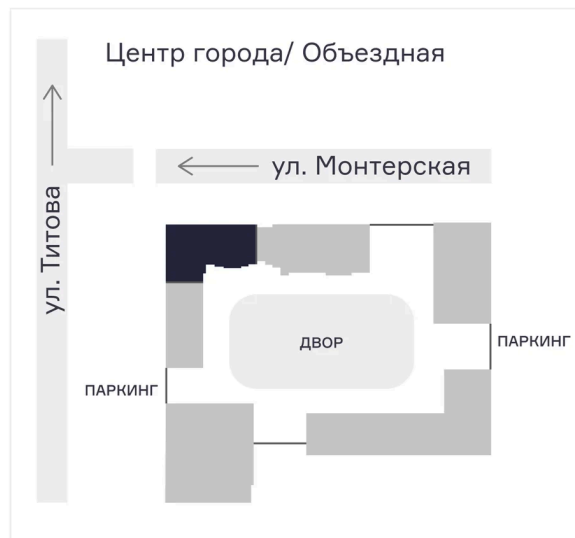 Центр города/ Объездная
ул. Монтерская
ул. Титова
ДВОР
ПАРКИНГ
ПАРКИНГ